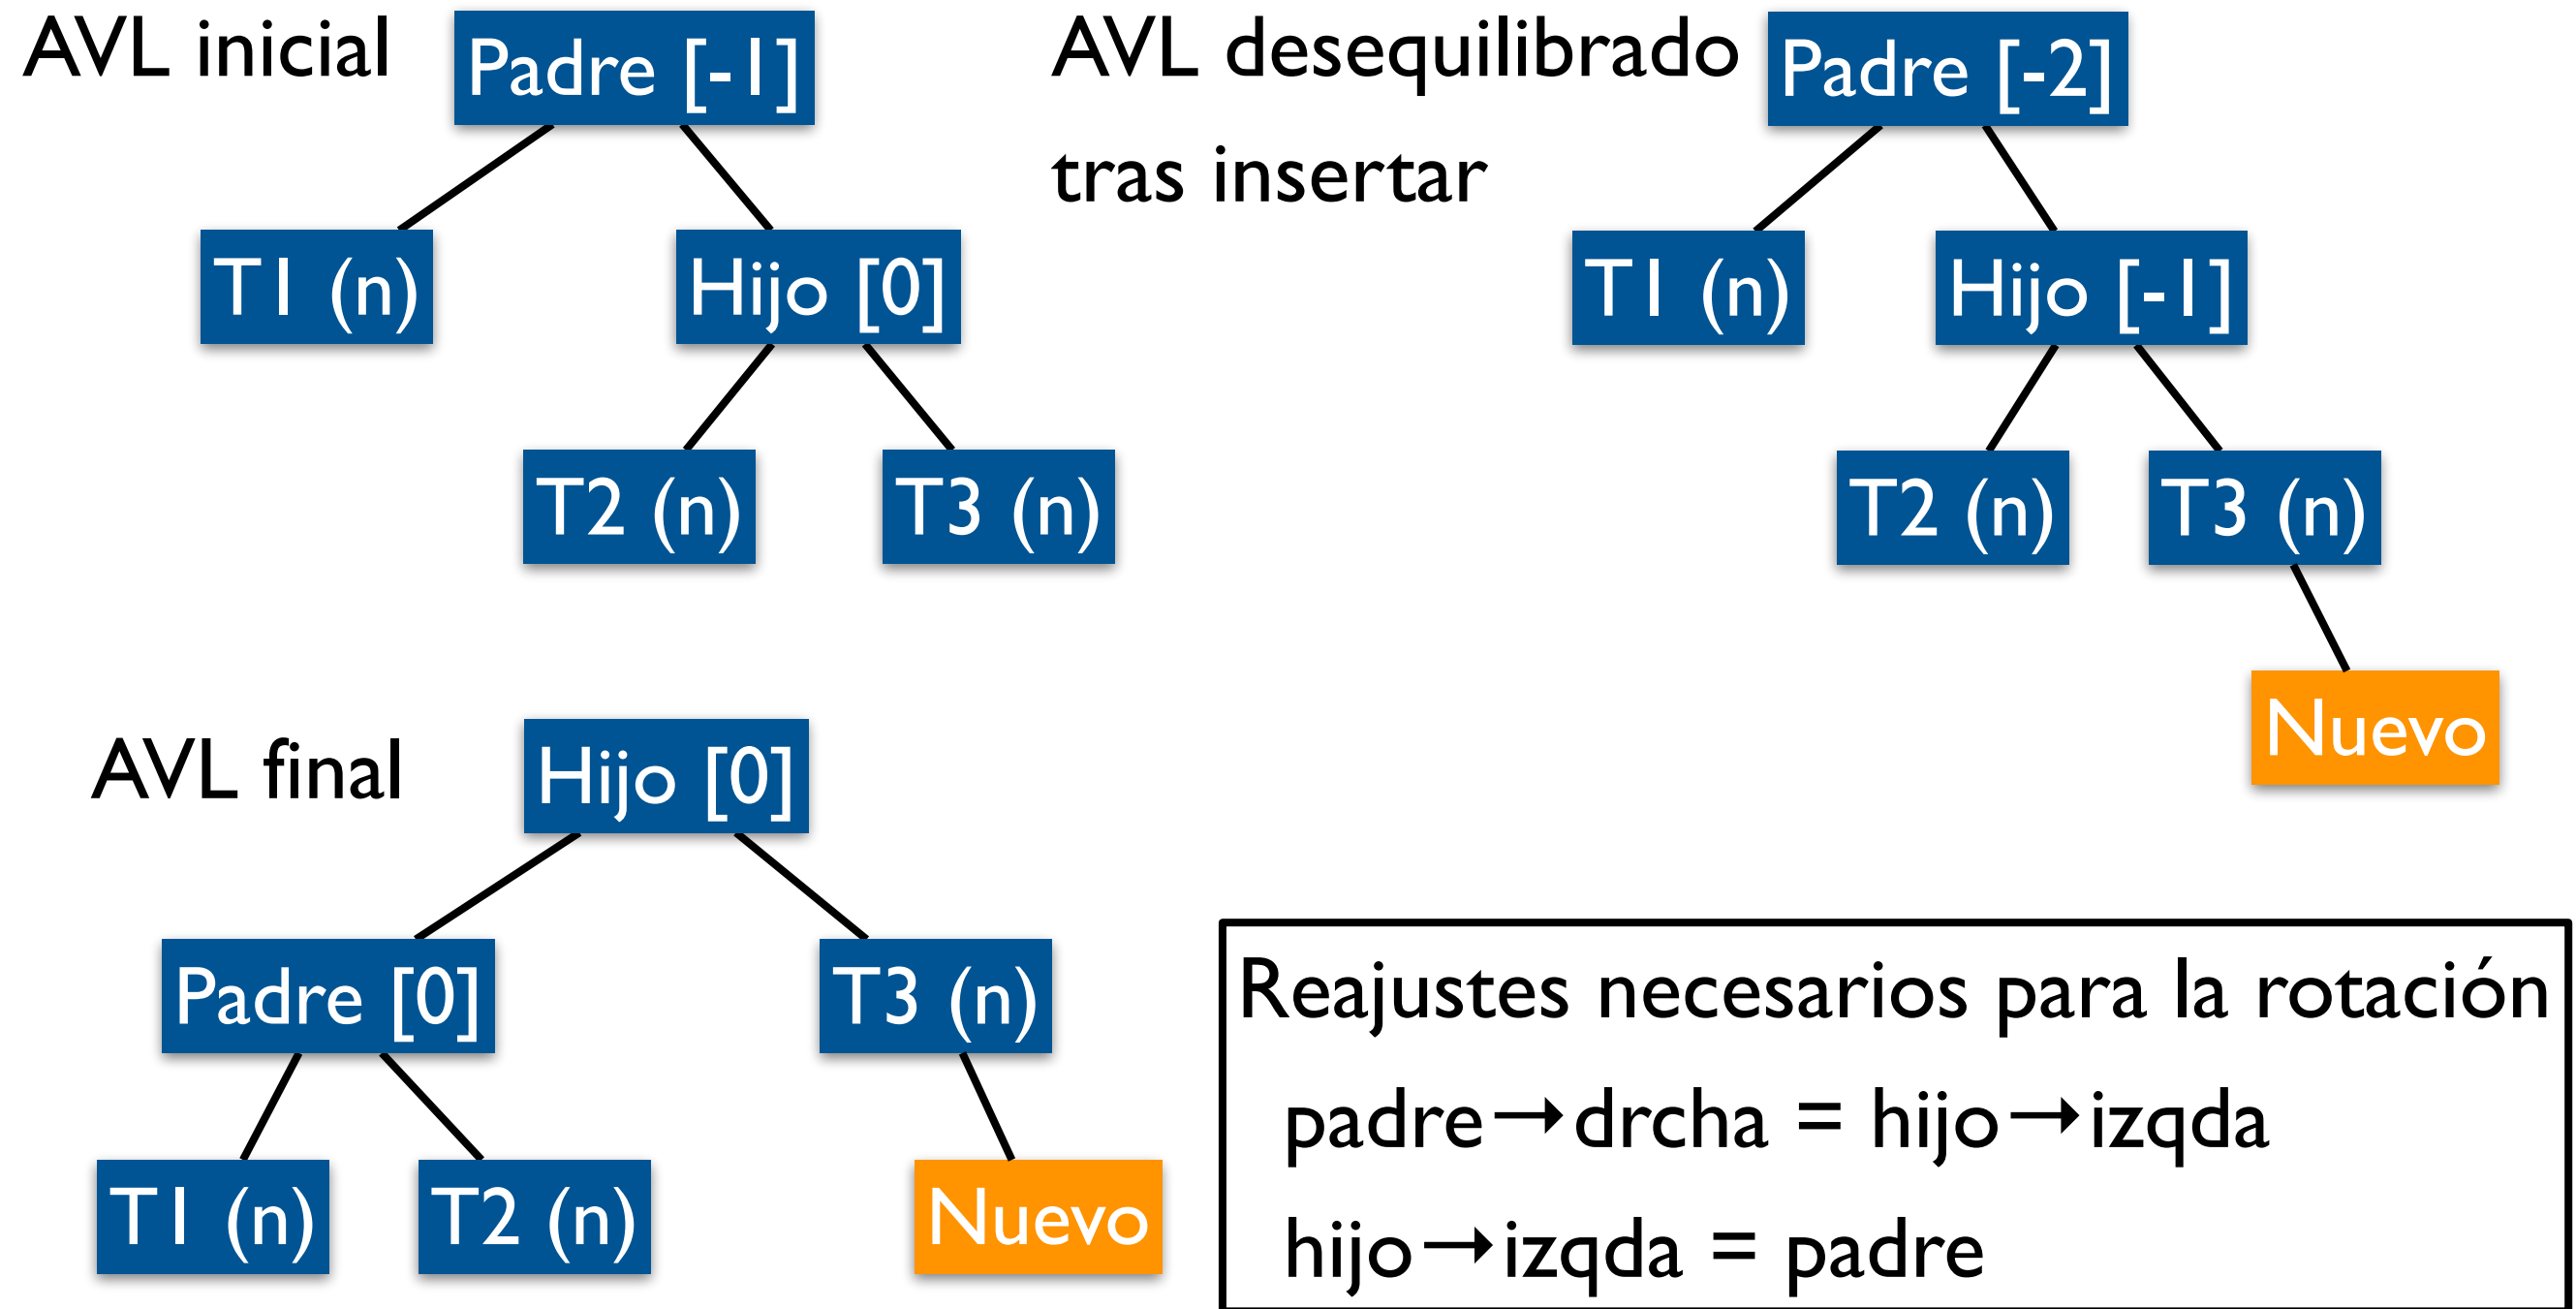 AVL inicial
Padre [-1]
T1 (n)
Hijo [0]
T2 (n)
T3 (n)
AVL desequilibrado
tras insertar
Padre [-2]
T1 (n)
Hijo [-1]
T2 (n)
T3 (n)
Nuevo
AVL final
Hijo [0]
Padre [0]
T3 (n)
T1 (n)
T2 (n)
Nuevo
Reajustes necesarios para la rotación
padre→drcha = hijo→izqda
hijo→izqda = padre